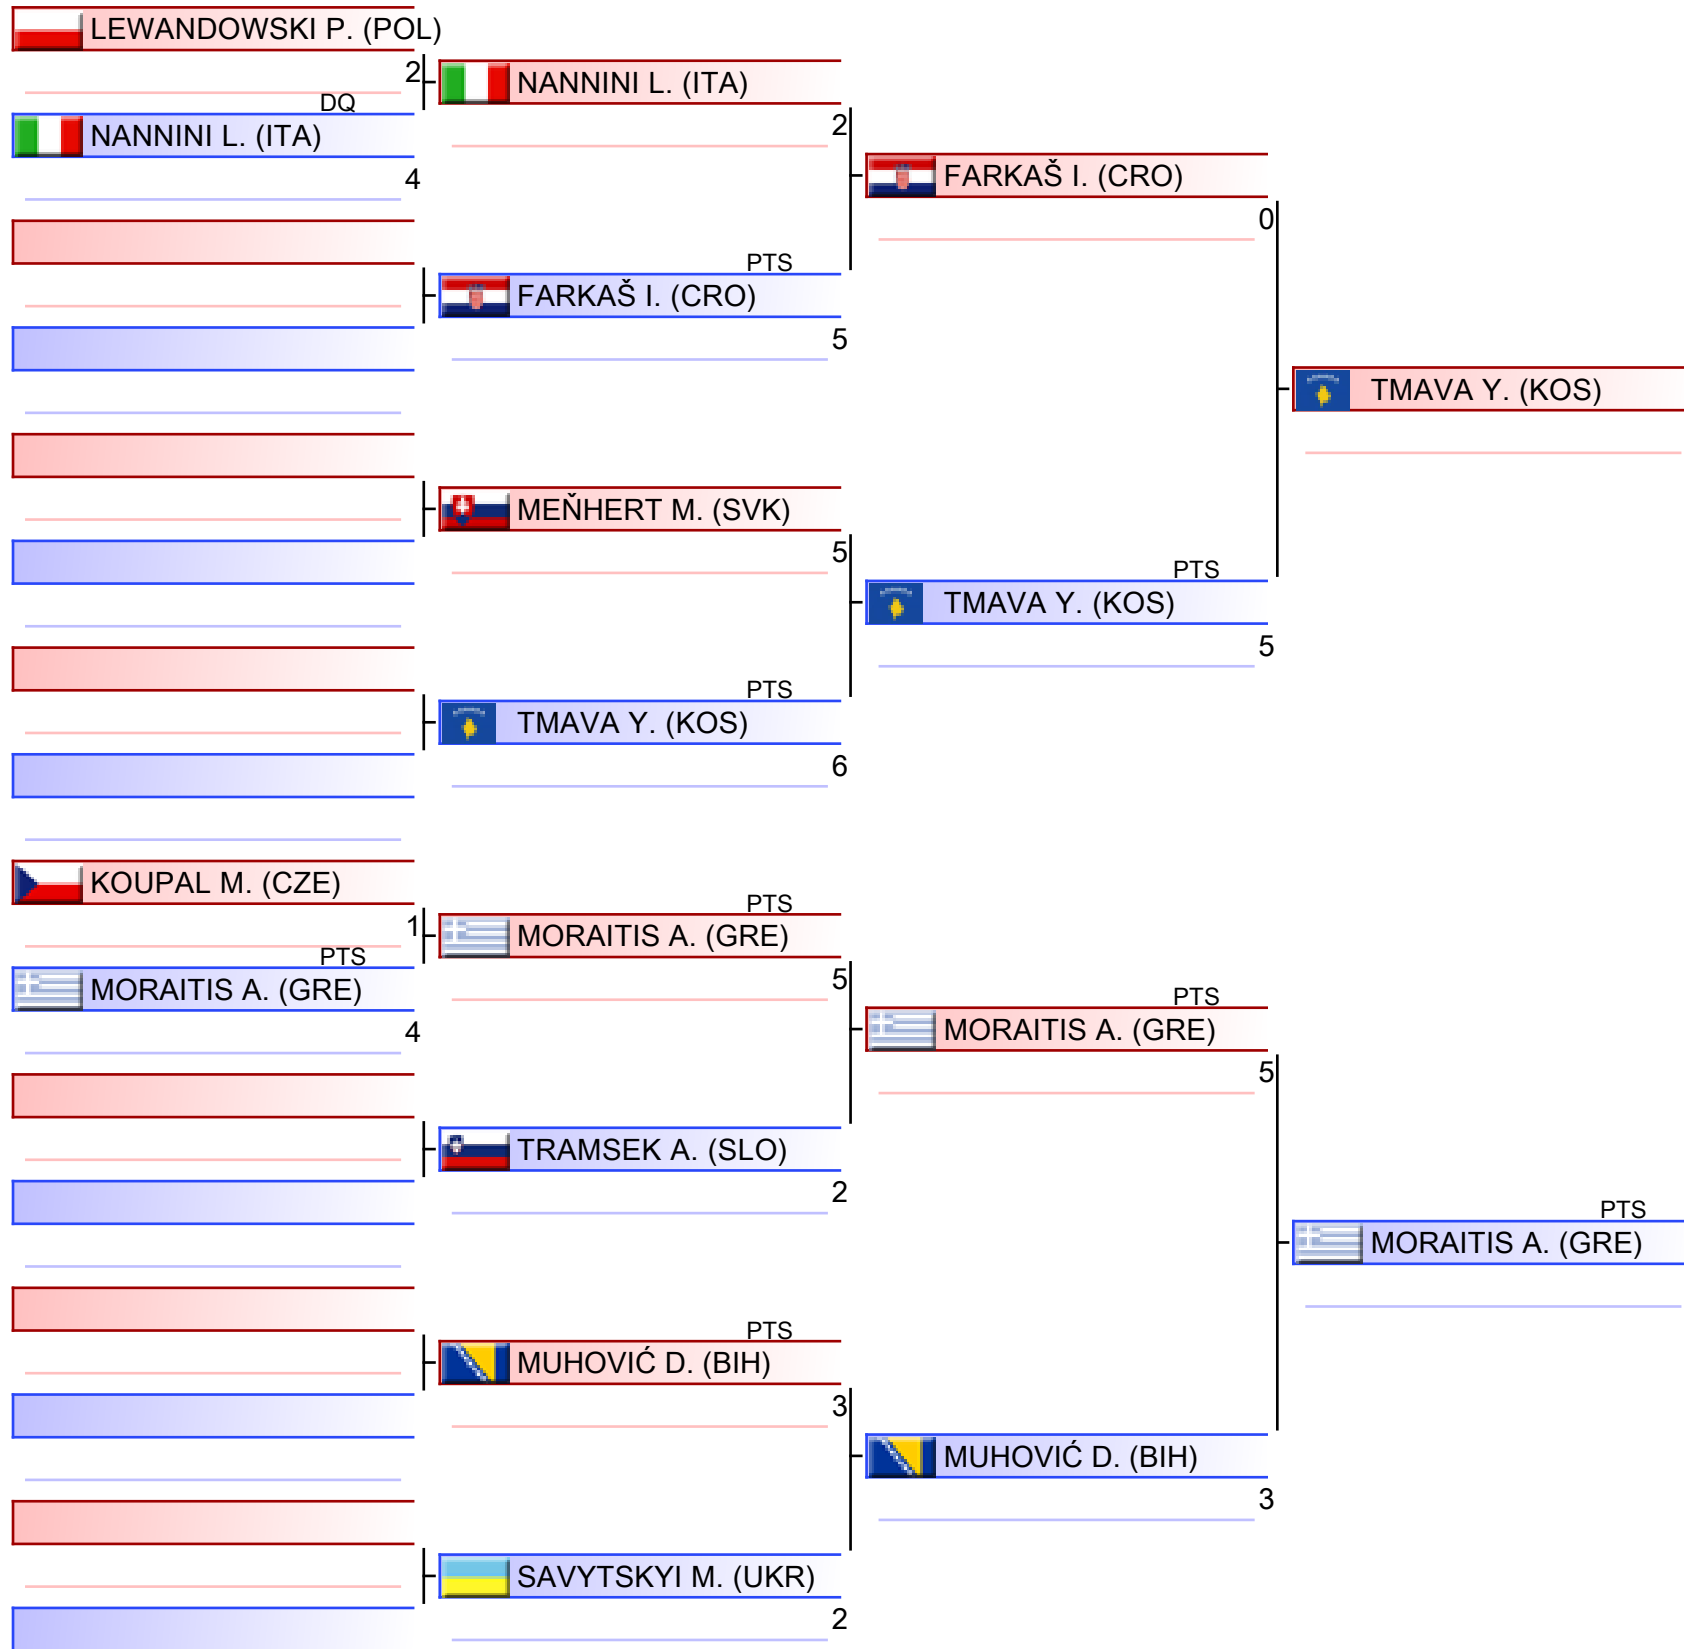 LEWANDOWSKI P. (POL)
2
DQ
NANNINI L. (ITA)
4
KOUPAL M. (CZE)
1
PTS
MORAITIS A. (GRE)
4
NANNINI L. (ITA)
2
PTS
FARKAŠ I. (CRO)
5
MEŇHERT M. (SVK)
5
PTS
TMAVA Y. (KOS)
6
PTS
MORAITIS A. (GRE)
5
TRAMSEK A. (SLO)
2
PTS
MUHOVIĆ D. (BIH)
3
SAVYTSKYI M. (UKR)
2
FARKAŠ I. (CRO)
0
PTS
TMAVA Y. (KOS)
5
PTS
MORAITIS A. (GRE)
5
MUHOVIĆ D. (BIH)
3
TMAVA Y. (KOS)
PTS
MORAITIS A. (GRE)